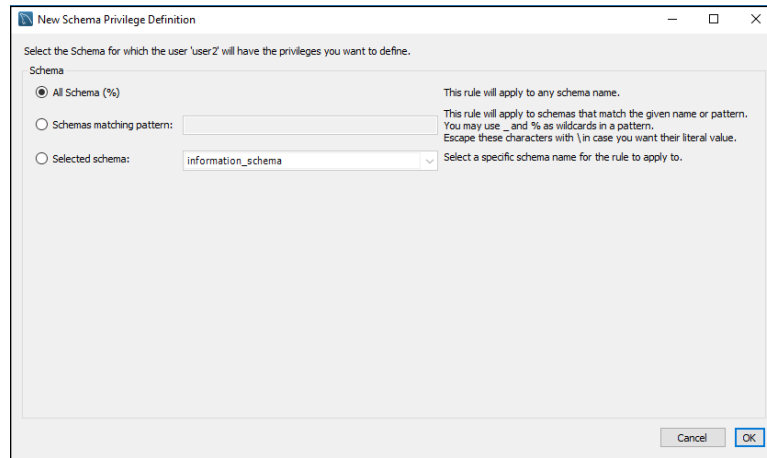 New Schema Privilege Definition
Select the Schema for which the user 'user2' will have the privileges you want to define.
Schema
All Schema (%)
This rule will apply to any schema name.
Schemas matching pattern:
This rule will apply to schemas that match the given name or pattern.
You may use _ and % as wildcards in a pattern.
Escape these characters with \ in case you want their literal value.
Selected schema:
information_schema
Select a specific schema name for the rule to apply to.
Cancel
OK